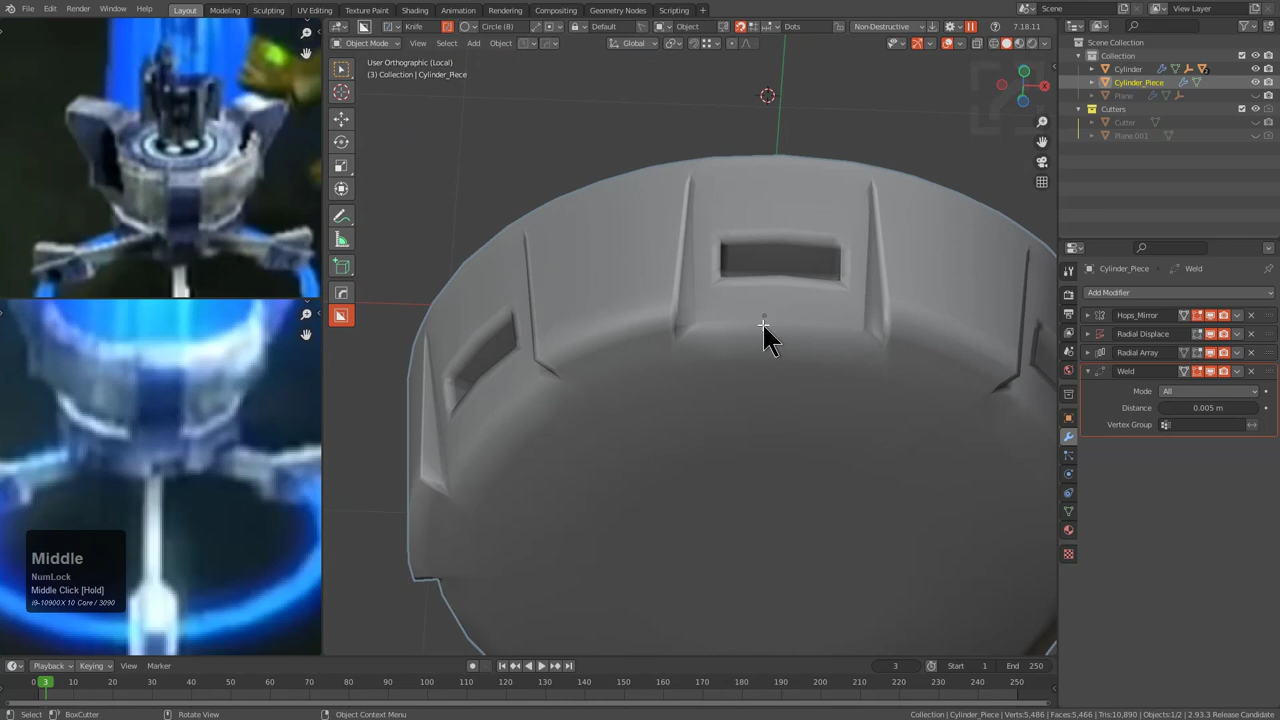 File Edit Render Window Help
Layout Modeling Sculpting UV Editing Texture Paint Shading Animation Rendering Compositing Geometry Nodes Scripting +
Scene
View Layer
Knife Circle (8) Default Object Dots Non-Destructive 7.18.11
Object Mode View Select Add Object Global
User Orthographic (Local)
(3) Collection | Cylinder_Piece
X
Scene Collection
Collection
Cylinder
2
Cylinder_Piece
Plane
Cutters
Cutter
Plane.001
Cylinder_Piece Weld
Add Modifier
Hops_Mirror
Radial Displace
Radial Array
Weld
Mode All
Distance 0.005 m
Vertex Group
Middle
NumLock
Middle Click [Hold]
i9-10900X 10 Core / 3090
Playback Keying View Marker
3 Start 1 End 250
0 3 10 20 30 40 50 60 70 80 90 100 110 120 130 140 150 160 170 180 190 200 210 220 230 240 250
Select BoxCutter Rotate View Object Context Menu
Collection | Cylinder_Piece | Verts:5,486 | Faces:5,466 | Tris:10,890 | Objects:1/2 | 2.93.3 Release Candidate